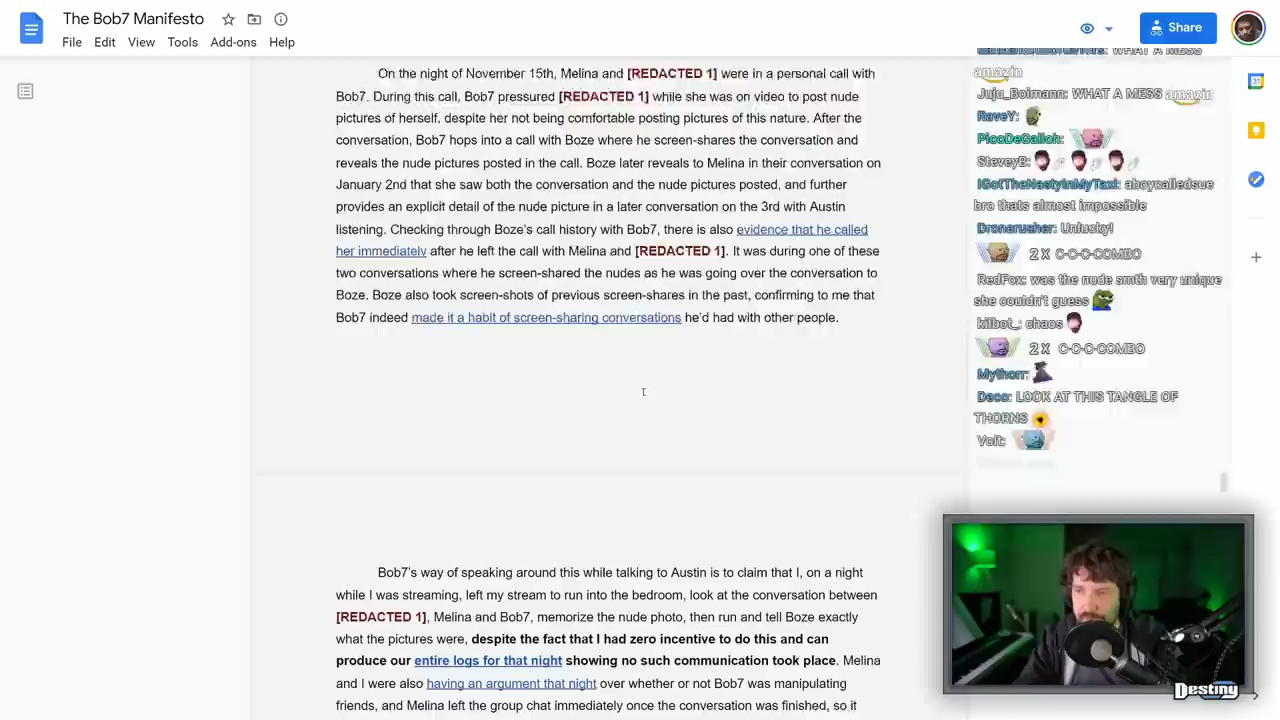 The Bob7 Manifesto
File Edit View Tools Add-ons Help
Share
31
On the night of November 15th, Melina and [REDACTED 1] were in a personal call with
Bob7. During this call, Bob7 pressured [REDACTED 1] while she was on video to post nude
pictures of herself, despite her not being comfortable posting pictures of this nature. After the
conversation, Bob7 hops into a call with Boze where he screen-shares the conversation and
reveals the nude pictures posted in the call. Boze later reveals to Melina in their conversation on
January 2nd that she saw both the conversation and the nude pictures posted, and further
provides an explicit detail of the nude picture in a later conversation on the 3rd with Austin
listening. Checking through Boze's call history with Bob7, there is also evidence that he called
her immediately after he left the call with Melina and [REDACTED 1]. It was during one of these
two conversations where he screen-shared the nudes as he was going over the conversation to
Boze. Boze also took screen-shots of previous screen-shares in the past, confirming to me that
Bob7 indeed made it a habit of screen-sharing conversations he'd had with other people.
Bob7's way of speaking around this while talking to Austin is to claim that I, on a night
while I was streaming, left my stream to run into the bedroom, look at the conversation between
[REDACTED 1], Melina and Bob7, memorize the nude photo, then run and tell Boze exactly
what the pictures were, despite the fact that I had zero incentive to do this and can
produce our entire logs for that night showing no such communication took place. Melina
and I were also having an argument that night over whether or not Bob7 was manipulating
friends, and Melina left the group chat immediately once the conversation was finished, so it
WHAT A MESS
amazin
Juju_Boimann: WHAT A MESS amazin
RaveY:
PicoDeGalloh:
SteveyB:
IGotTheNastyInMyTaxi: aboycalledsue
bro thats almost impossible
Dronerusher: Unlucky!
2 X C-C-C-COMBO
RedFox: was the nude smth very unique
she couldn't guess
kilbot_: chaos
2 X C-C-C-COMBO
Mythorr:
Deco: LOOK AT THIS TANGLE OF
THORNS
Volt:
Destiny